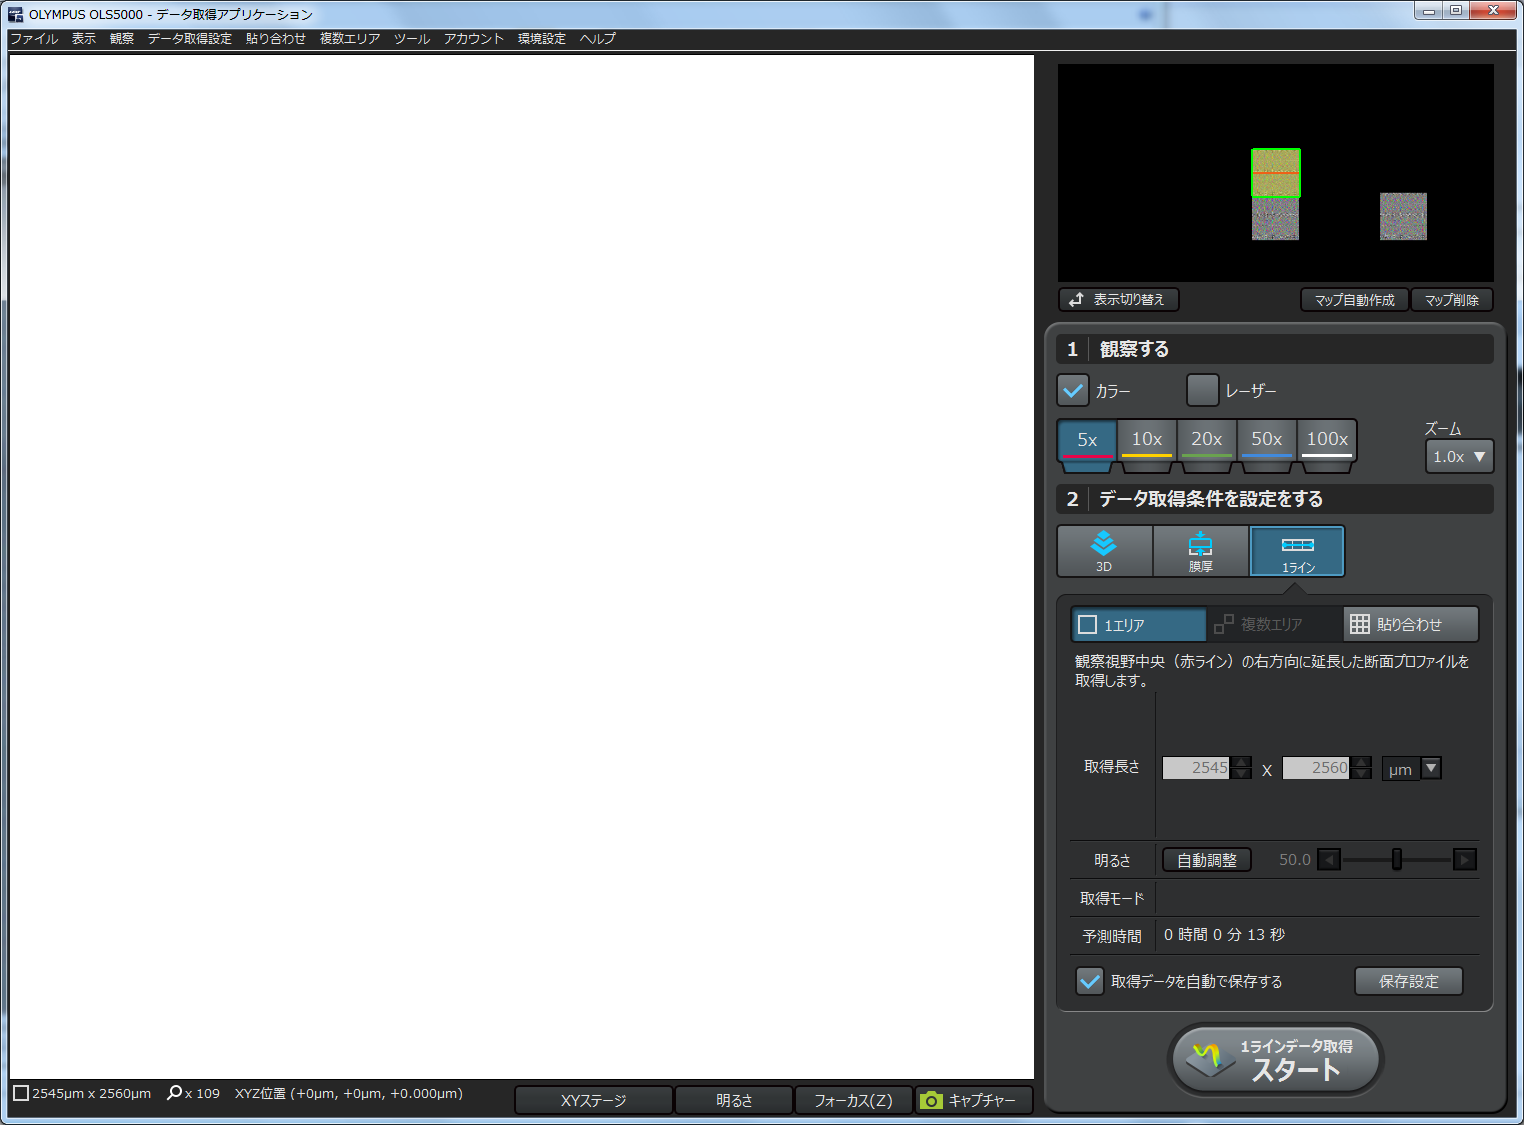 OLYMPUS OLS5000 - データ取得アプリケーション
ファイル 表示 観察 データ取得設定 貼り合わせ 複数エリア ツール アカウント 環境設定 ヘルプ
表示切り替え マップ自動作成 マップ削除
1 観察する
カラー レーザー
ズーム
5x 10x 20x 50x 100x 1.0x
2 データ取得条件を設定をする
3D 膜厚 1ライン
1エリア 複数エリア 貼り合わせ
観察視野中央（赤ライン）の右方向に延長した断面プロファイルを
取得します。
取得長さ 2545 X 2560 μm
明るさ 自動調整 50.0
取得モード
予測時間 0 時間 0 分 13 秒
取得データを自動で保存する 保存設定
1ラインデータ取得
スタート
2545μm x 2560μm x 109 XYZ位置 (+0μm, +0μm, +0.000μm)
XYステージ 明るさ フォーカス(Z) キャプチャー